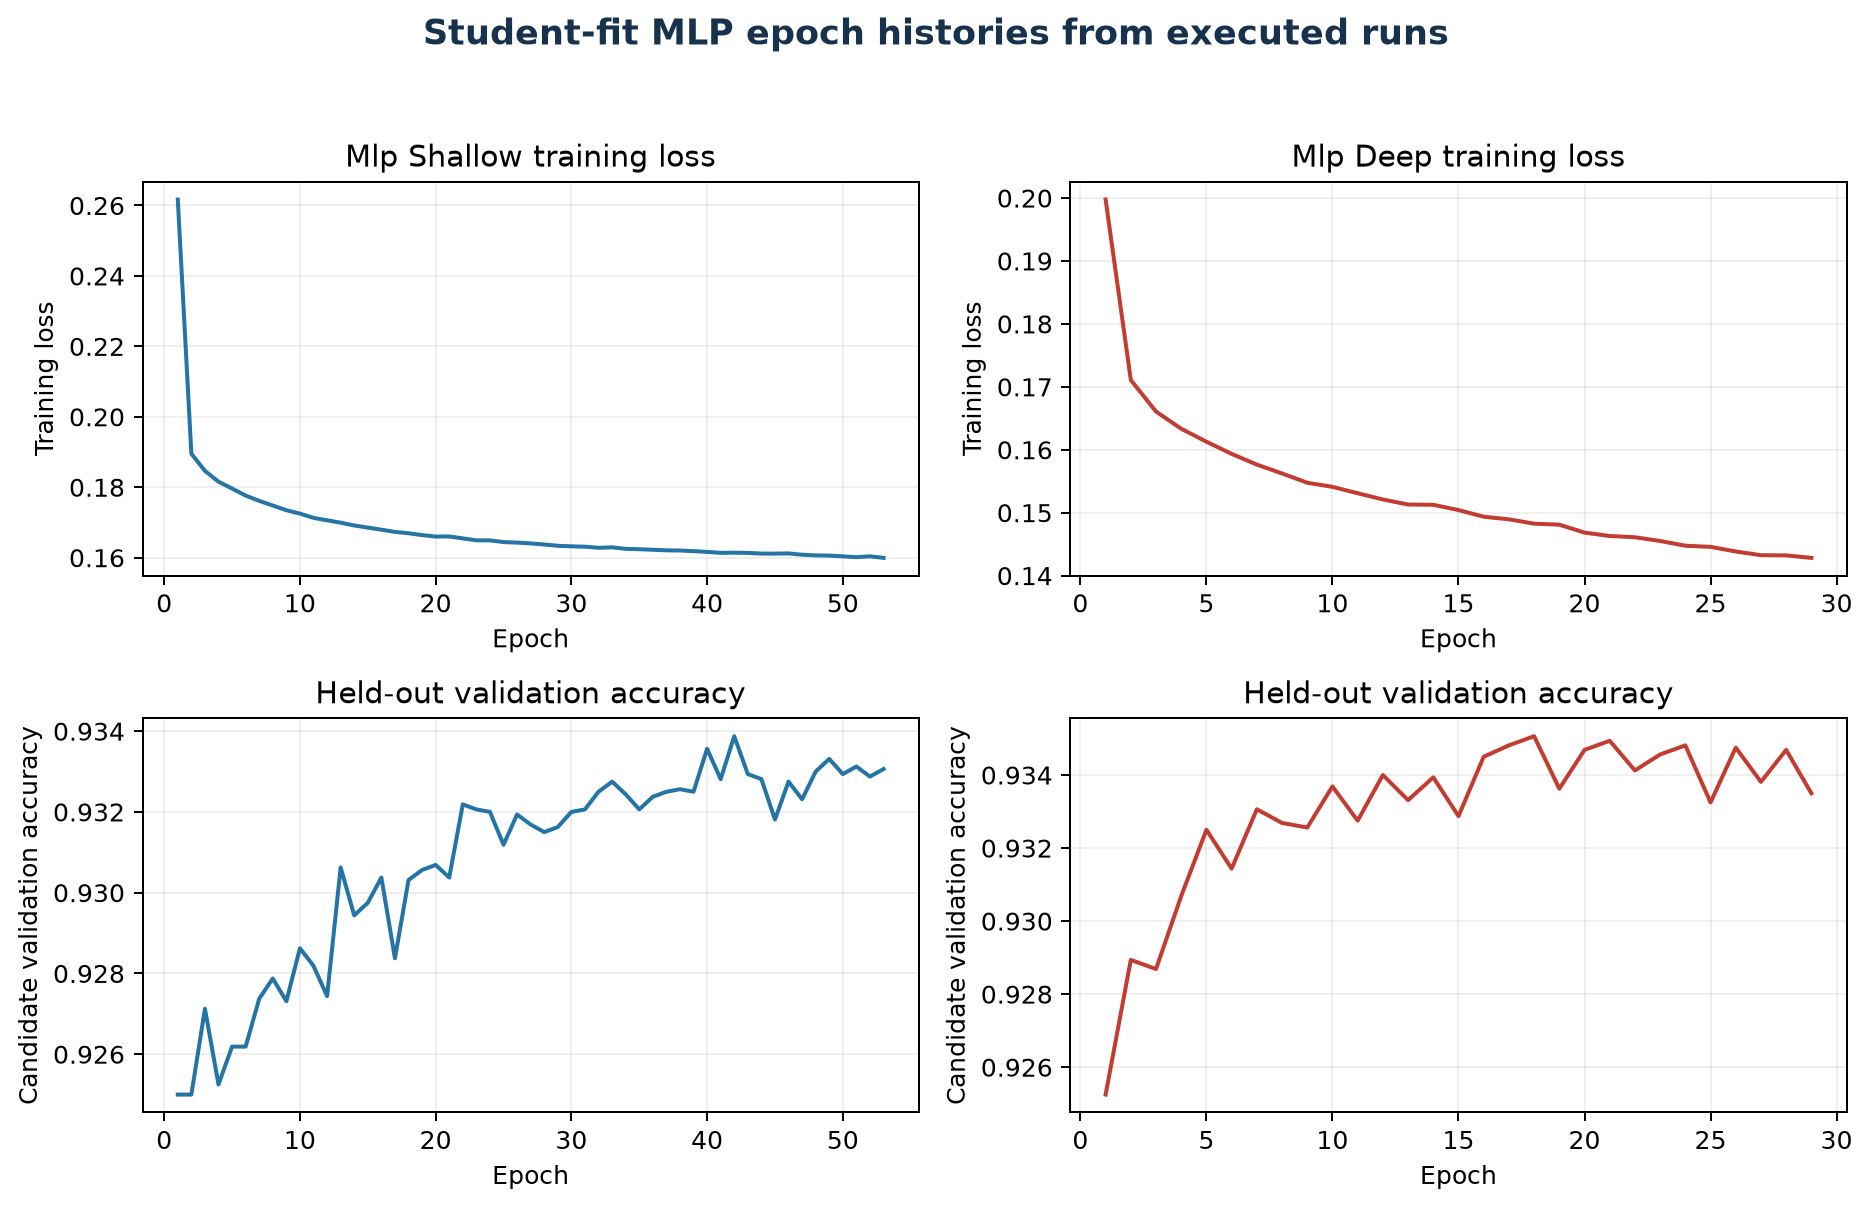 Student-fit MLP epoch histories from executed runs
Mlp Shallow training loss
Training loss
0.26
0.24
0.22
0.20
0.18
0.16
0 10 20 30 40 50
Epoch
Mlp Deep training loss
Training loss
0.20
0.19
0.18
0.17
0.16
0.15
0.14
0 5 10 15 20 25 30
Epoch
Held-out validation accuracy
Candidate validation accuracy
0.934
0.932
0.930
0.928
0.926
0 10 20 30 40 50
Epoch
Held-out validation accuracy
Candidate validation accuracy
0.934
0.932
0.930
0.928
0.926
0 5 10 15 20 25 30
Epoch